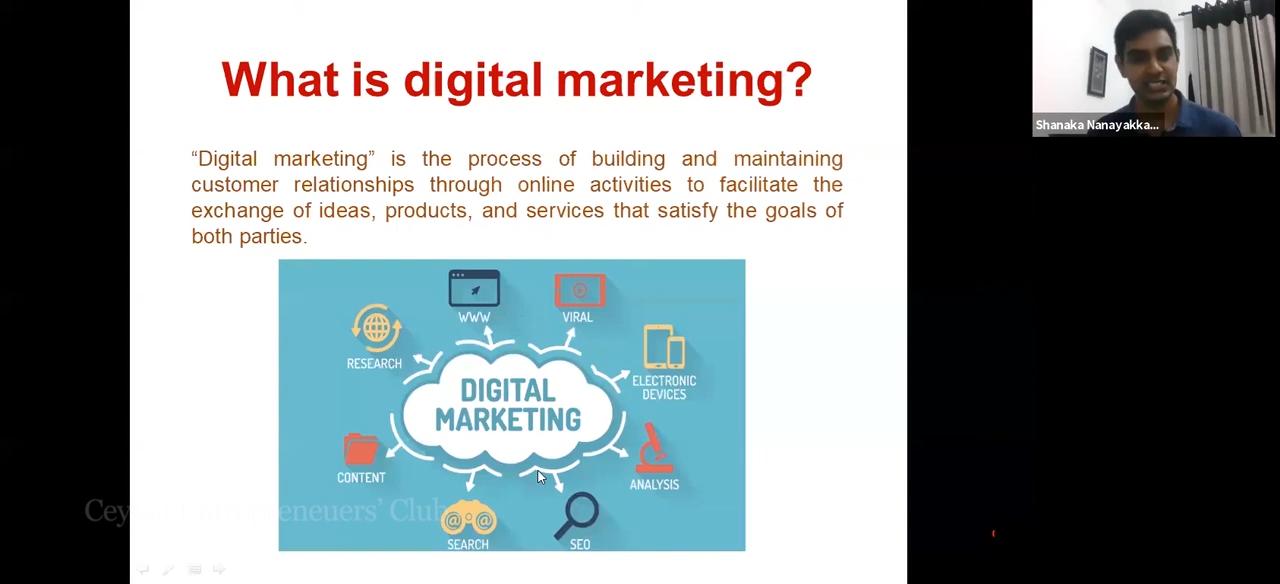 What is digital marketing?
“Digital marketing” is the process of building and maintaining
customer relationships through online activities to facilitate the
exchange of ideas, products, and services that satisfy the goals of
both parties.
WWW
VIRAL
RESEARCH
ELECTRONIC
DEVICES
DIGITAL
MARKETING
CONTENT
ANALYSIS
SEARCH
SEO
Shanaka Nanayakka...
Club